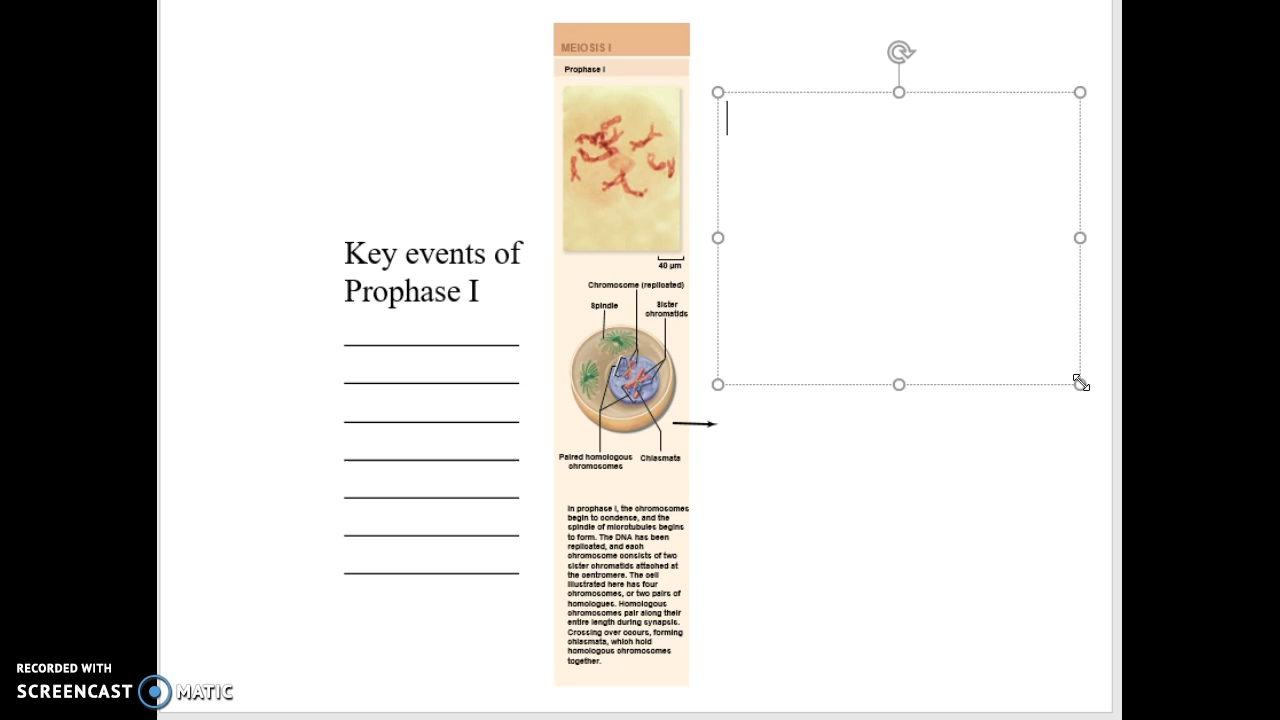 MEIOSIS I
Prophase I
40 µm
Chromosome (replicated)
Spindle
Sister
chromatids
Key events of
Prophase I
Paired homologous
chromosomes
Chiasmata
In prophase I, the chromosomes
begin to condense, and the
spindle of microtubules begins
to form. The DNA has been
replicated, and each
chromosome consists of two
sister chromatids attached at
the centromere. The cell
illustrated here has four
chromosomes, or two pairs of
homologues. Homologous
chromosomes pair along their
entire length during synapsis.
Crossing over occurs, forming
chiasmata, which hold
homologous chromosomes
together.
RECORDED WITH
SCREENCAST MATIC